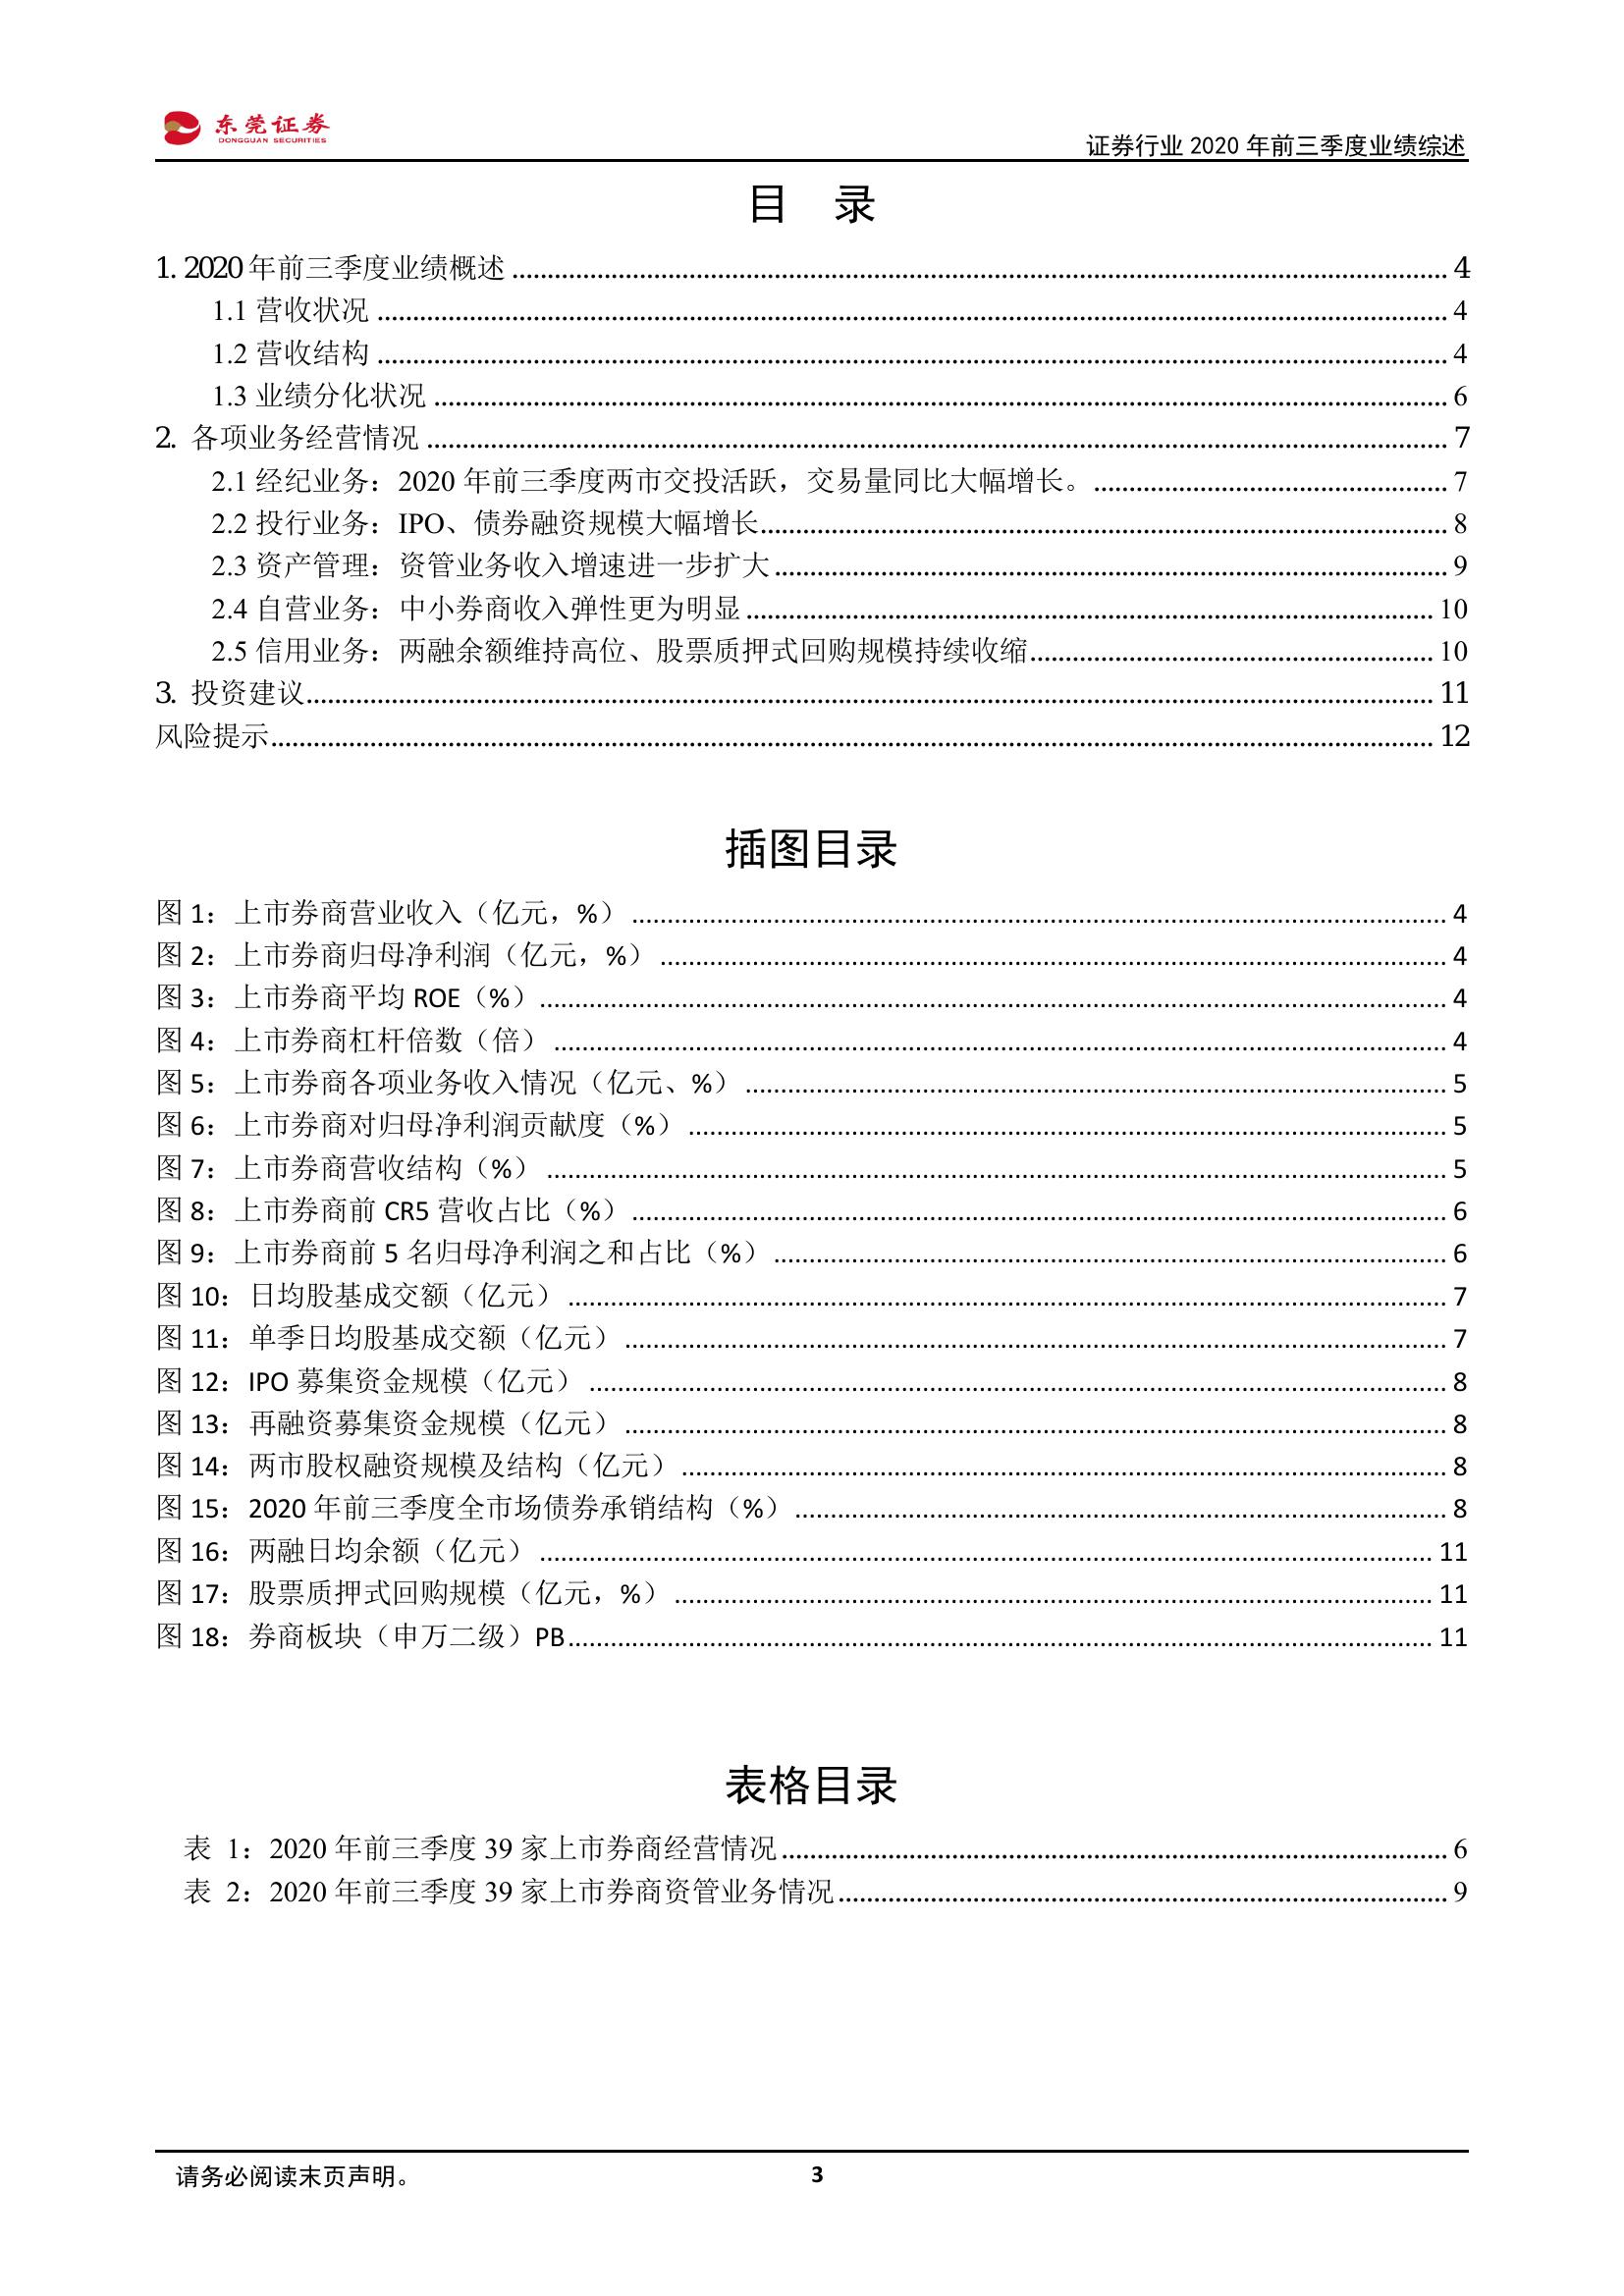 东莞证券
DONGGUAN SECURITIES
证券行业 2020 年前三季度业绩综述
目 录
1. 2020 年前三季度业绩概述 ........ 4
1.1 营收状况 ........ 4
1.2 营收结构 ........ 4
1.3 业绩分化状况 ........ 6
2. 各项业务经营情况 ........ 7
2.1 经纪业务：2020 年前三季度两市交投活跃，交易量同比大幅增长。 ........ 7
2.2 投行业务：IPO、债券融资规模大幅增长 ........ 8
2.3 资产管理：资管业务收入增速进一步扩大 ........ 9
2.4 自营业务：中小券商收入弹性更为明显 ........ 10
2.5 信用业务：两融余额维持高位、股票质押式回购规模持续收缩 ........ 10
3. 投资建议 ........ 11
风险提示 ........ 12
插图目录
图 1：上市券商营业收入（亿元，%） ........ 4
图 2：上市券商归母净利润（亿元，%） ........ 4
图 3：上市券商平均 ROE（%） ........ 4
图 4：上市券商杠杆倍数（倍） ........ 4
图 5：上市券商各项业务收入情况（亿元、%） ........ 5
图 6：上市券商对归母净利润贡献度（%） ........ 5
图 7：上市券商营收结构（%） ........ 5
图 8：上市券商前 CR5 营收占比（%） ........ 6
图 9：上市券商前 5 名归母净利润之和占比（%） ........ 6
图 10：日均股基成交额（亿元） ........ 7
图 11：单季日均股基成交额（亿元） ........ 7
图 12：IPO 募集资金规模（亿元） ........ 8
图 13：再融资募集资金规模（亿元） ........ 8
图 14：两市股权融资规模及结构（亿元） ........ 8
图 15：2020 年前三季度全市场债券承销结构（%） ........ 8
图 16：两融日均余额（亿元） ........ 11
图 17：股票质押式回购规模（亿元，%） ........ 11
图 18：券商板块（申万二级）PB ........ 11
表格目录
表 1：2020 年前三季度 39 家上市券商经营情况 ........ 6
表 2：2020 年前三季度 39 家上市券商资管业务情况 ........ 9
请务必阅读末页声明。
3